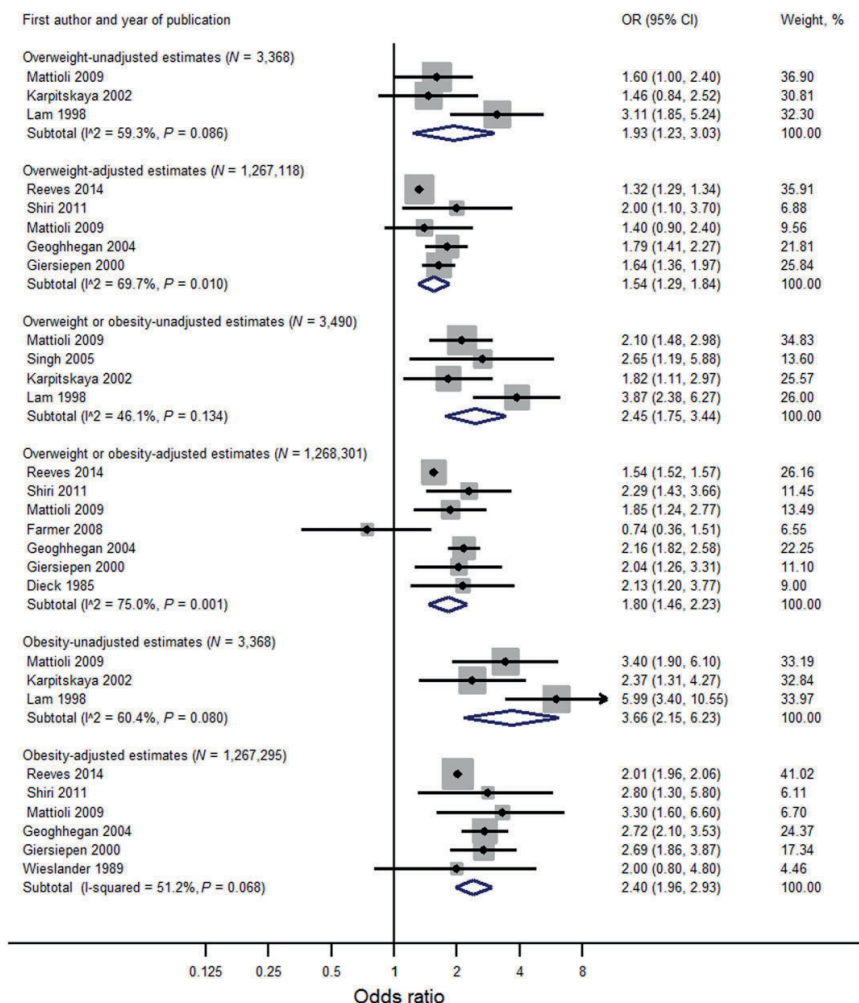 First author and year of publication OR (95% CI) Weight, %
Overweight-unadjusted estimates (N = 3,368)
Mattioli 2009 1.60 (1.00, 2.40) 36.90
Karpitskaya 2002 1.46 (0.84, 2.52) 30.81
Lam 1998 3.11 (1.85, 5.24) 32.30
Subtotal (I^2 = 59.3%, P = 0.086) 1.93 (1.23, 3.03) 100.00
Overweight-adjusted estimates (N = 1,267,118)
Reeves 2014 1.32 (1.29, 1.34) 35.91
Shiri 2011 2.00 (1.10, 3.70) 6.88
Mattioli 2009 1.40 (0.90, 2.40) 9.56
Geoghhegan 2004 1.79 (1.41, 2.27) 21.81
Giersiepen 2000 1.64 (1.36, 1.97) 25.84
Subtotal (I^2 = 69.7%, P = 0.010) 1.54 (1.29, 1.84) 100.00
Overweight or obesity-unadjusted estimates (N = 3,490)
Mattioli 2009 2.10 (1.48, 2.98) 34.83
Singh 2005 2.65 (1.19, 5.88) 13.60
Karpitskaya 2002 1.82 (1.11, 2.97) 25.57
Lam 1998 3.87 (2.38, 6.27) 26.00
Subtotal (I^2 = 46.1%, P = 0.134) 2.45 (1.75, 3.44) 100.00
Overweight or obesity-adjusted estimates (N = 1,268,301)
Reeves 2014 1.54 (1.52, 1.57) 26.16
Shiri 2011 2.29 (1.43, 3.66) 11.45
Mattioli 2009 1.85 (1.24, 2.77) 13.49
Farmer 2008 0.74 (0.36, 1.51) 6.55
Geoghhegan 2004 2.16 (1.82, 2.58) 22.25
Giersiepen 2000 2.04 (1.26, 3.31) 11.10
Dieck 1985 2.13 (1.20, 3.77) 9.00
Subtotal (I^2 = 75.0%, P = 0.001) 1.80 (1.46, 2.23) 100.00
Obesity-unadjusted estimates (N = 3,368)
Mattioli 2009 3.40 (1.90, 6.10) 33.19
Karpitskaya 2002 2.37 (1.31, 4.27) 32.84
Lam 1998 5.99 (3.40, 10.55) 33.97
Subtotal (I^2 = 60.4%, P = 0.080) 3.66 (2.15, 6.23) 100.00
Obesity-adjusted estimates (N = 1,267,295)
Reeves 2014 2.01 (1.96, 2.06) 41.02
Shiri 2011 2.80 (1.30, 5.80) 6.11
Mattioli 2009 3.30 (1.60, 6.60) 6.70
Geoghhegan 2004 2.72 (2.10, 3.53) 24.37
Giersiepen 2000 2.69 (1.86, 3.87) 17.34
Wieslander 1989 2.00 (0.80, 4.80) 4.46
Subtotal (I-squared = 51.2%, P = 0.068) 2.40 (1.96, 2.93) 100.00
0.125 0.25 0.5 1 2 4 8
Odds ratio